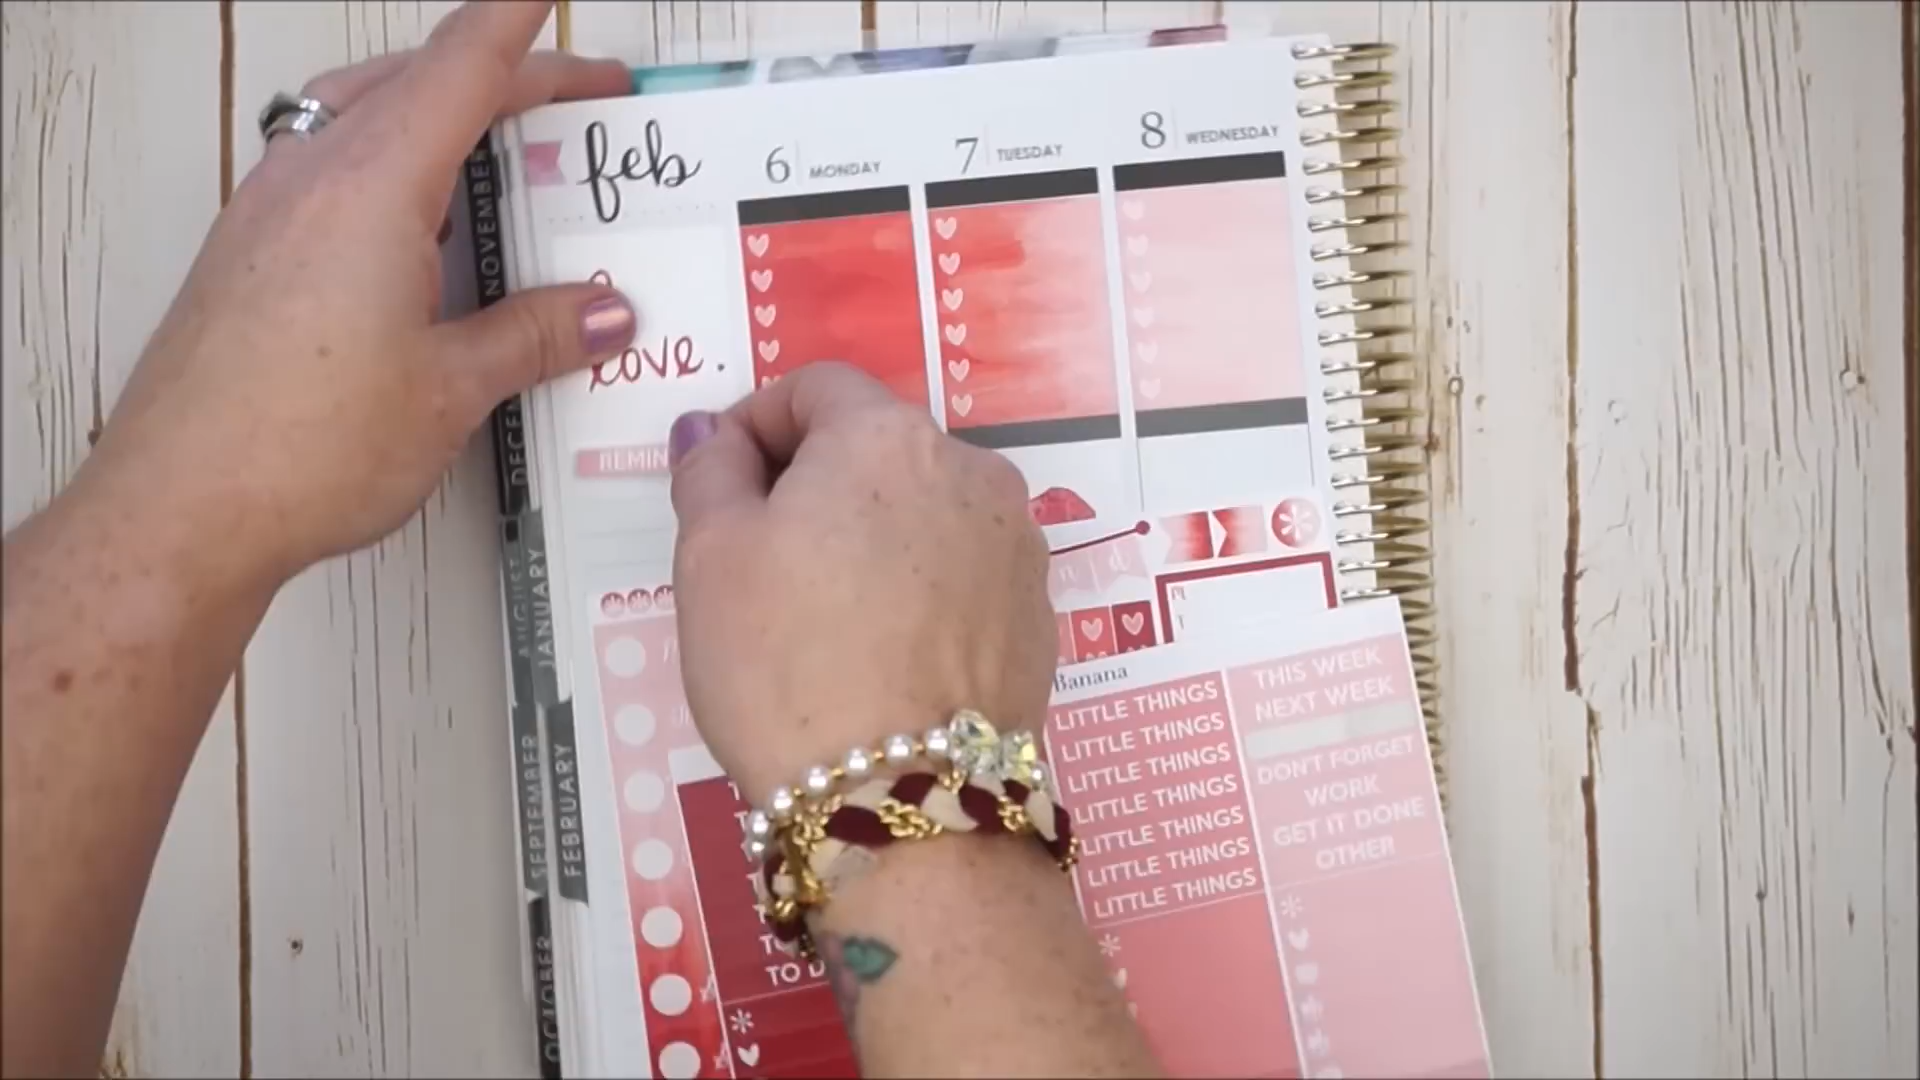 feb
6 MONDAY
7 TUESDAY
8 WEDNESDAY
love.
NOVEMBER
AUGUST
JANUARY
SEPTEMBER
FEBRUARY
OCTOBER
n d
Banana
LITTLE THINGS
LITTLE THINGS
LITTLE THINGS
LITTLE THINGS
LITTLE THINGS
LITTLE THINGS
LITTLE THINGS
THIS WEEK
NEXT WEEK
DON'T FORGET
WORK
GET IT DONE
OTHER
TO D